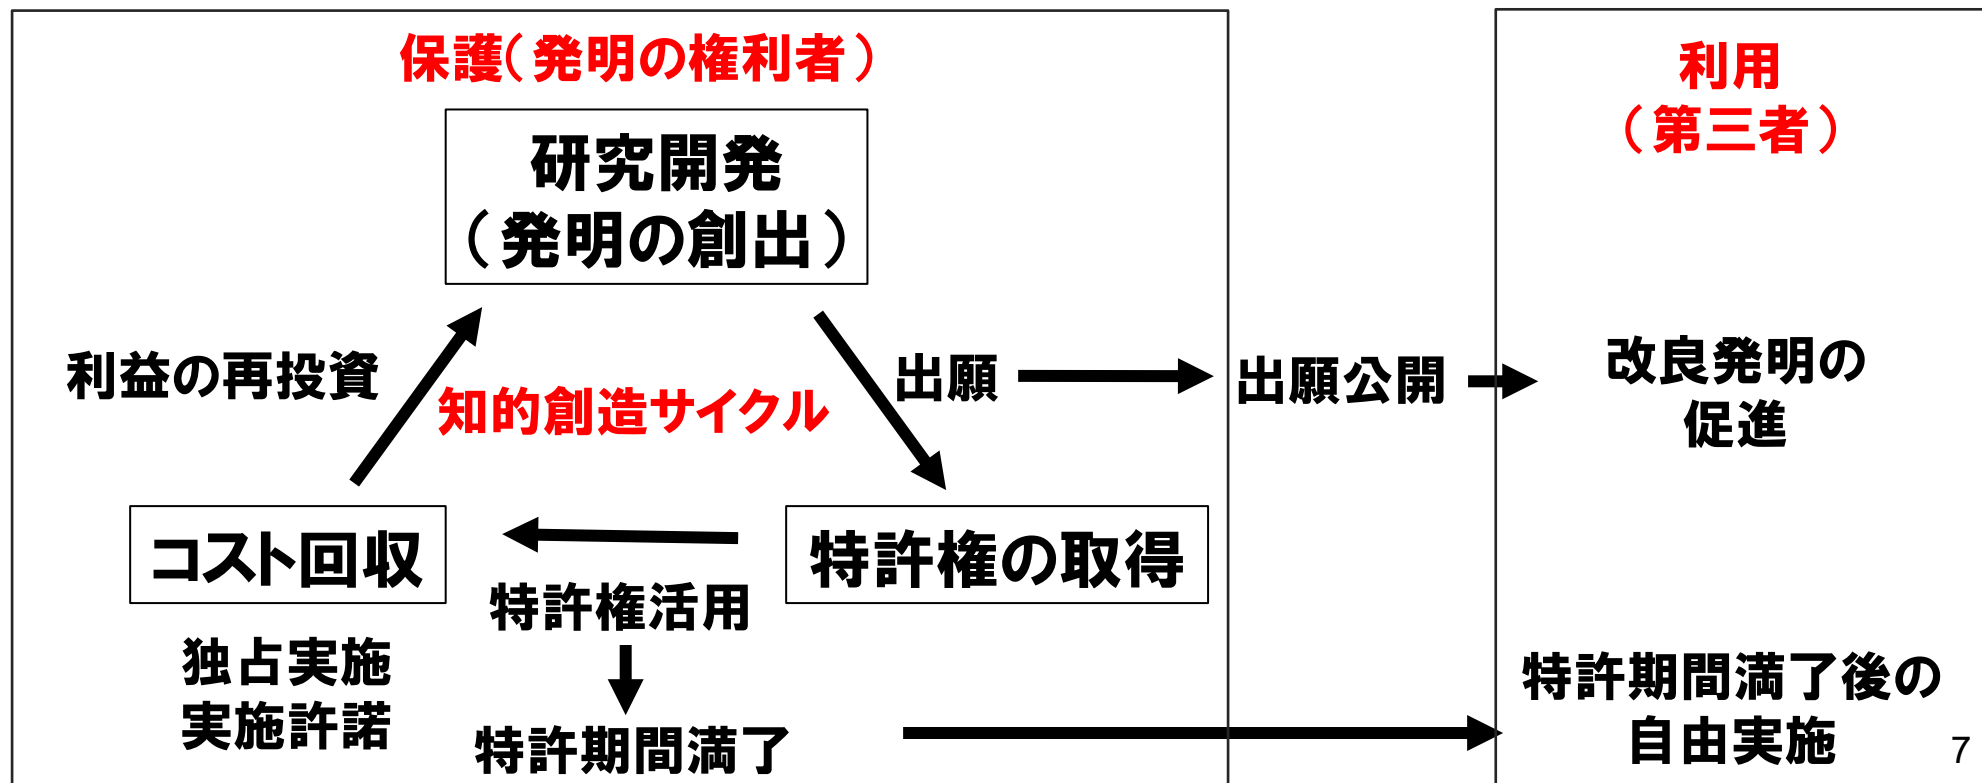 保護（発明の権利者）
利用
（第三者）
研究開発
（発明の創出）
利益の再投資
知的創造サイクル
出願
出願公開
改良発明の
促進
コスト回収
特許権の取得
特許権活用
独占実施
実施許諾
特許期間満了
特許期間満了後の
自由実施
7